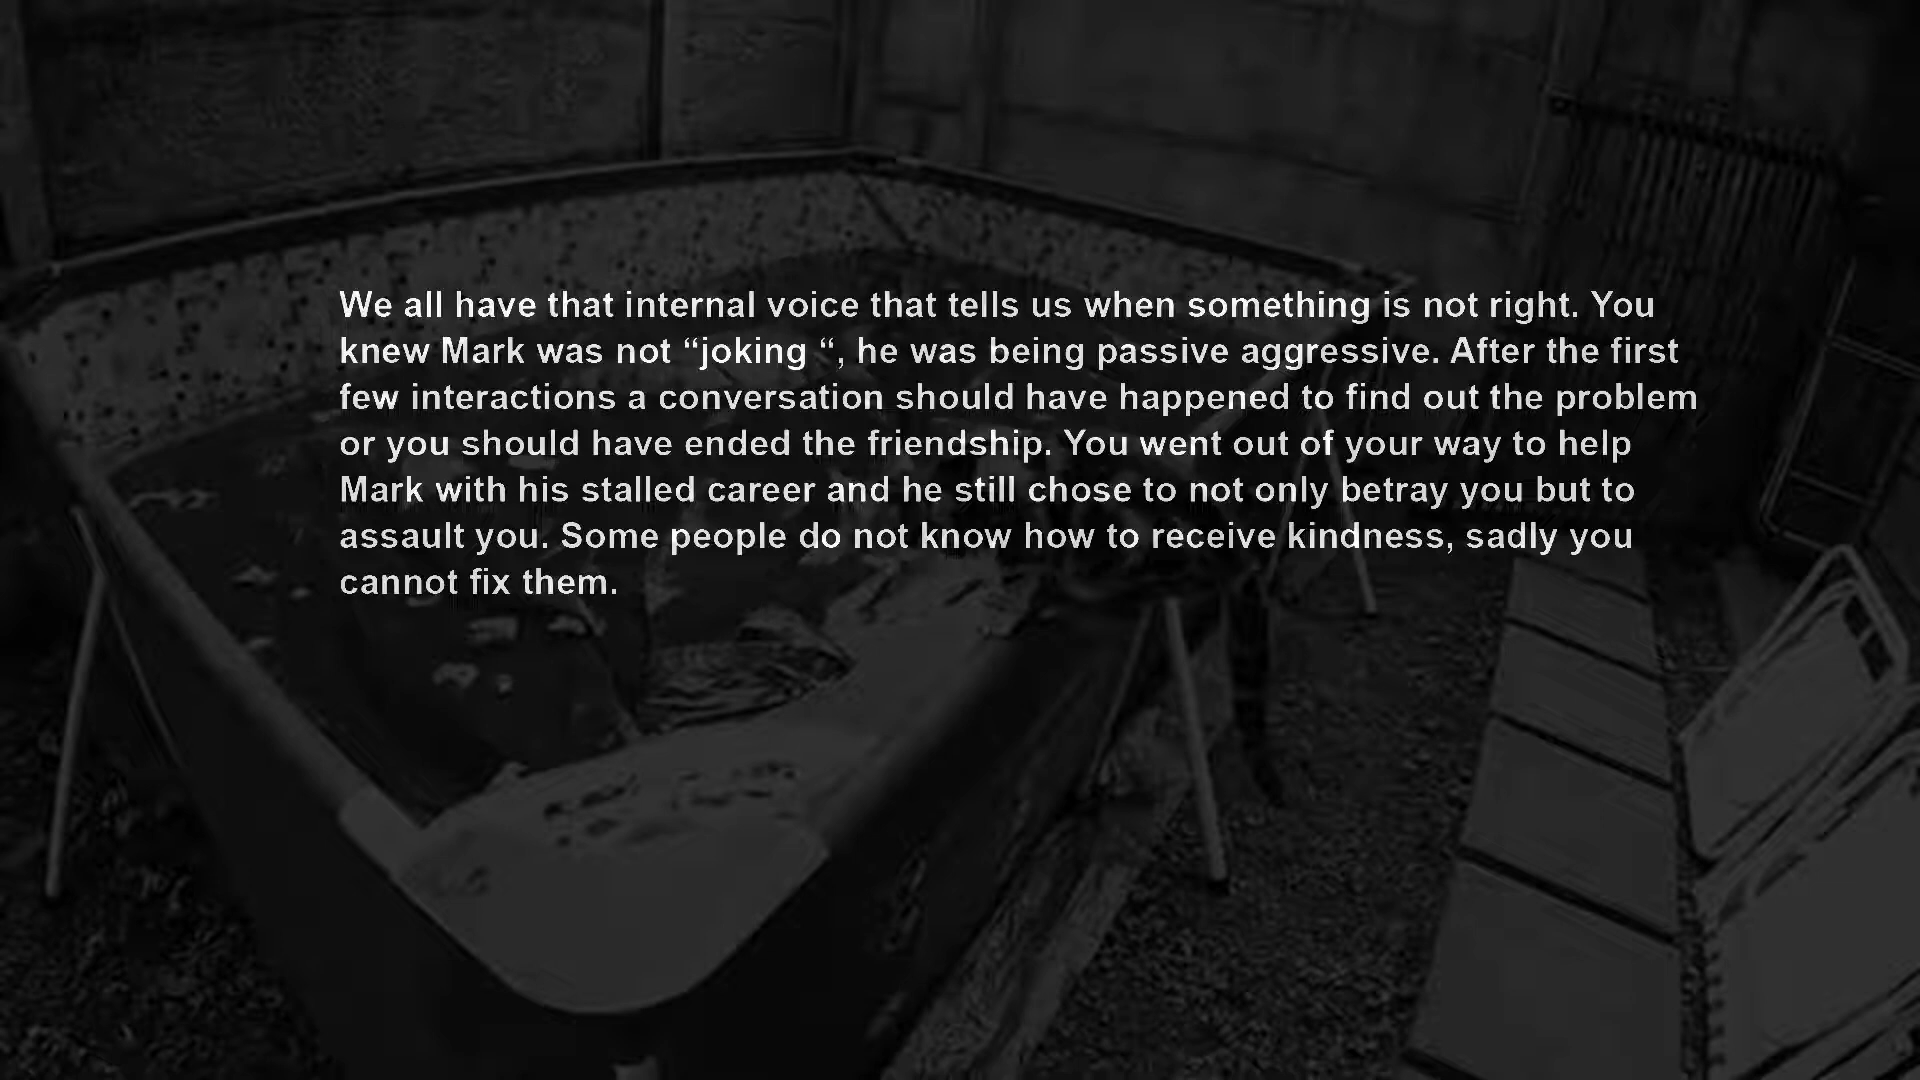 We all have that internal voice that tells us when something is not right. You
knew Mark was not “joking “, he was being passive aggressive. After the first
few interactions a conversation should have happened to find out the problem
or you should have ended the friendship. You went out of your way to help
Mark with his stalled career and he still chose to not only betray you but to
assault you. Some people do not know how to receive kindness, sadly you
cannot fix them.